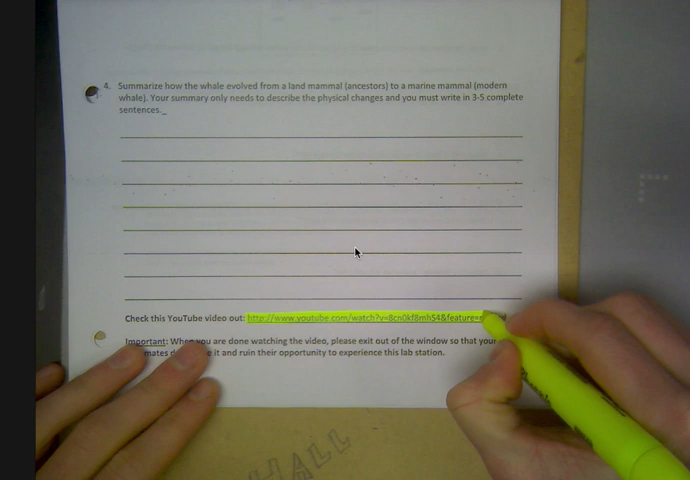 4. Summarize how the whale evolved from a land mammal (ancestors) to a marine mammal (modern
whale). Your summary only needs to describe the physical changes and you must write in 3-5 complete
sentences._
Check this YouTube video out: http://www.youtube.com/watch?v=8cn0kf8mhS4&feature=
Important: When you are done watching the video, please exit out of the window so that your
mates it and ruin their opportunity to experience this lab station.
HALL